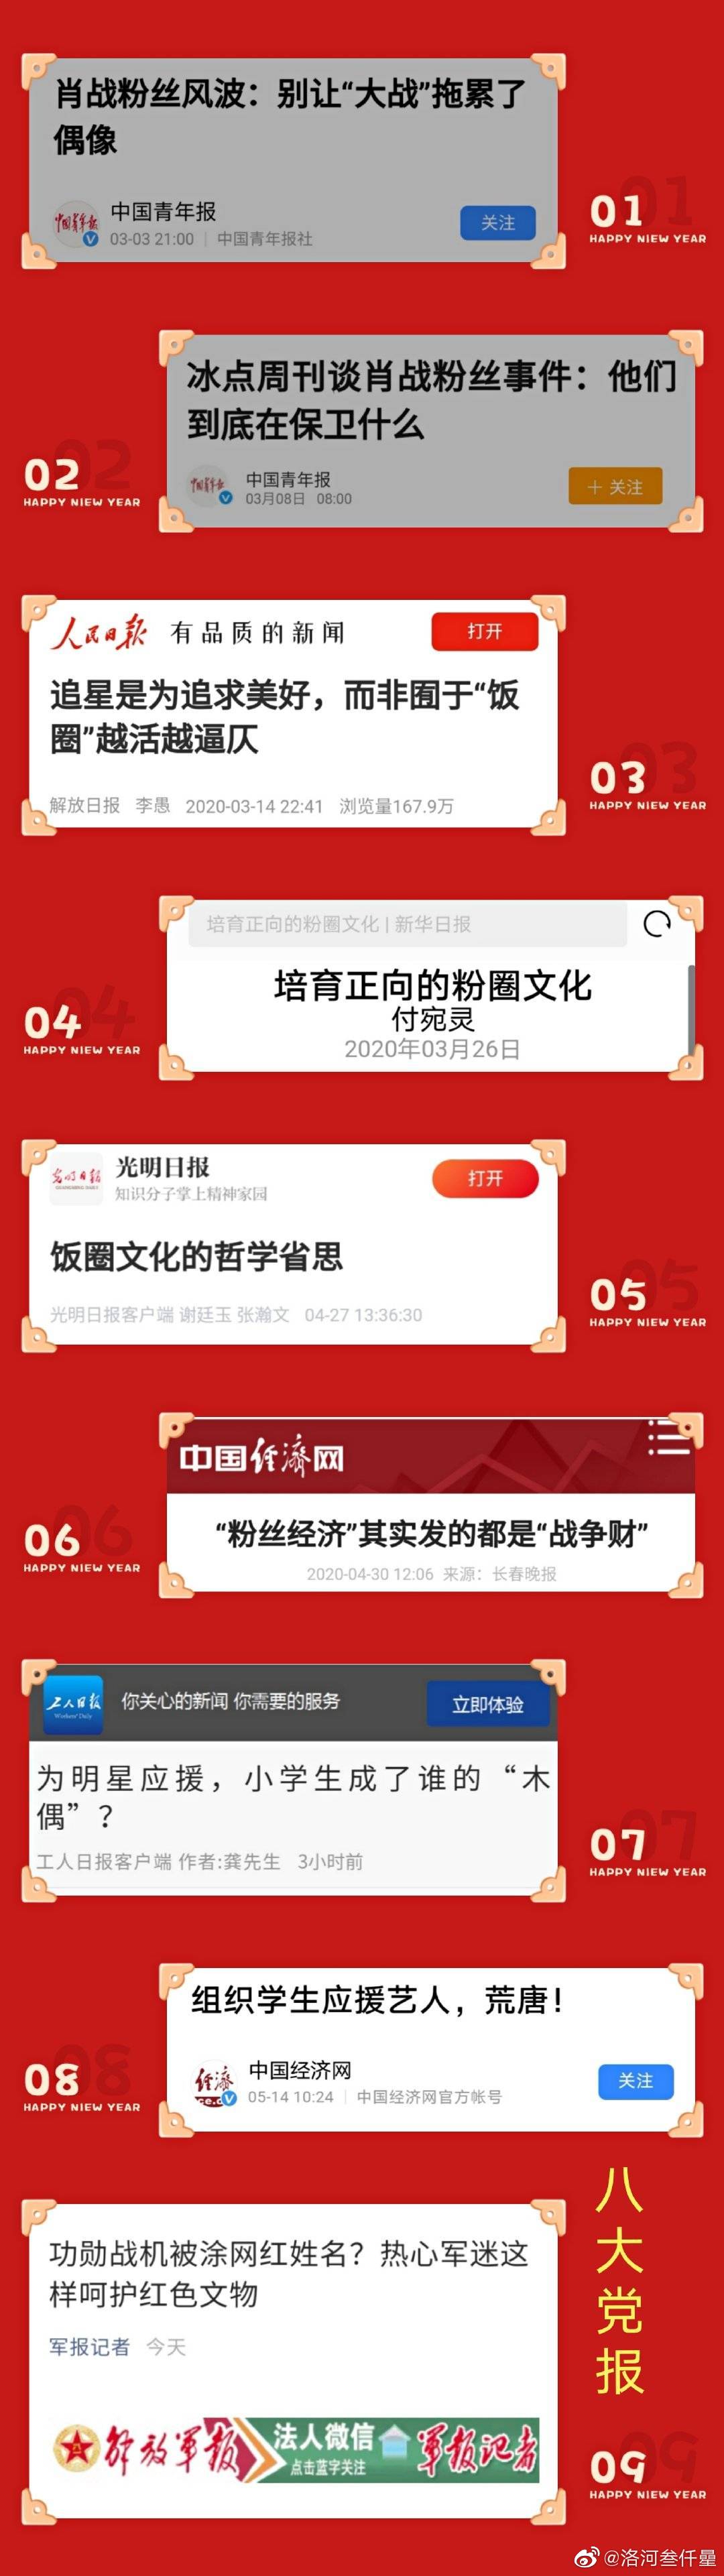 肖战粉丝风波：别让“大战”拖累了
偶像
中国青年报
中国青年报
03-03 21:00 | 中国青年报社
关注
01
HAPPY NIEW YEAR
冰点周刊谈肖战粉丝事件：他们
到底在保卫什么
中国青年报
中国青年报
03月08日 08:00
＋ 关注
02
HAPPY NIEW YEAR
人民日报 有品质的新闻
打开
追星是为追求美好，而非囿于“饭
圈”越活越逼仄
解放日报 李愚 2020-03-14 22:41 浏览量167.9万
03
HAPPY NIEW YEAR
培育正向的粉圈文化 | 新华日报
培育正向的粉圈文化
付宛灵
2020年03月26日
04
HAPPY NIEW YEAR
光明日报
光明日报
知识分子掌上精神家园
打开
饭圈文化的哲学省思
光明日报客户端 谢廷玉 张瀚文 04-27 13:36:30
05
HAPPY NIEW YEAR
中国经济网
“粉丝经济”其实发的都是“战争财”
2020-04-30 12:06 来源：长春晚报
06
HAPPY NIEW YEAR
工人日报
Workers' Daily
你关心的新闻 你需要的服务
立即体验
为明星应援，小学生成了谁的“木
偶”？
工人日报客户端 作者:龚先生 3小时前
07
HAPPY NIEW YEAR
组织学生应援艺人，荒唐！
经济
ce.c
中国经济网
05-14 10:24 | 中国经济网官方帐号
关注
08
HAPPY NIEW YEAR
八大党报
功勋战机被涂网红姓名？热心军迷这
样呵护红色文物
军报记者 今天
解放军报
法人微信
点击蓝字关注
军报记者
09
HAPPY NIEW YEAR
@洛河叁仟曐